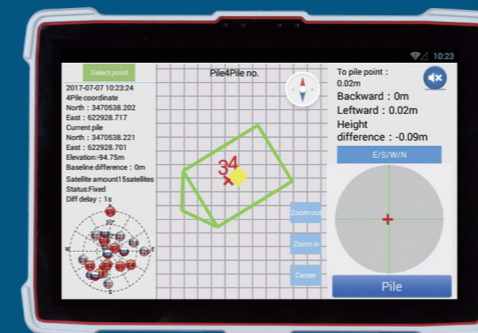 10:23
Select point
2017-07-07 10:23:24
4Pile coordinate
North : 3470538.202
East : 622928.717
Current pile
North : 3470538.221
East : 622928.701
Elevation:-94.75m
Baseline difference : 0m
Satellite amount15satellites
Status:Fixed
Diff delay : 1s
W
E
S
Pile4Pile no.
3
4
Zoom out
Zoom in
Center
To pile point :
0.02m
Backward : 0m
Leftward : 0.02m
Height
difference : -0.09m
E/S/W/N
Pile